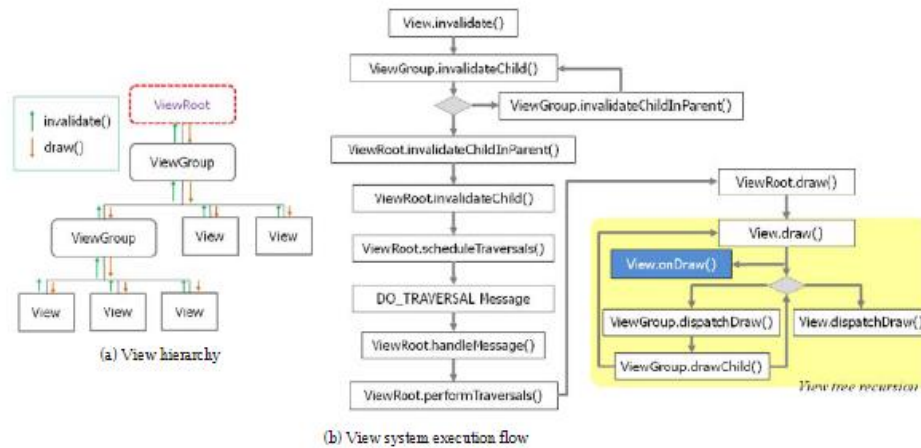 ViewRoot
invalidate()
draw()
ViewGroup
ViewGroup
View
View
View
View
View
(a) View hierarchy
View.invalidate()
ViewGroup.invalidateChild()
ViewGroup.invalidateChildInParent()
ViewRoot.invalidateChildInParent()
ViewRoot.invalidateChild()
ViewRoot.scheduleTraversals()
DO_TRAVERSAL Message
ViewRoot.handleMessage()
ViewRoot.performTraversals()
ViewRoot.draw()
View.draw()
View.onDraw()
ViewGroup.dispatchDraw()
View.dispatchDraw()
ViewGroup.drawChild()
View tree recursion
(b) View system execution flow